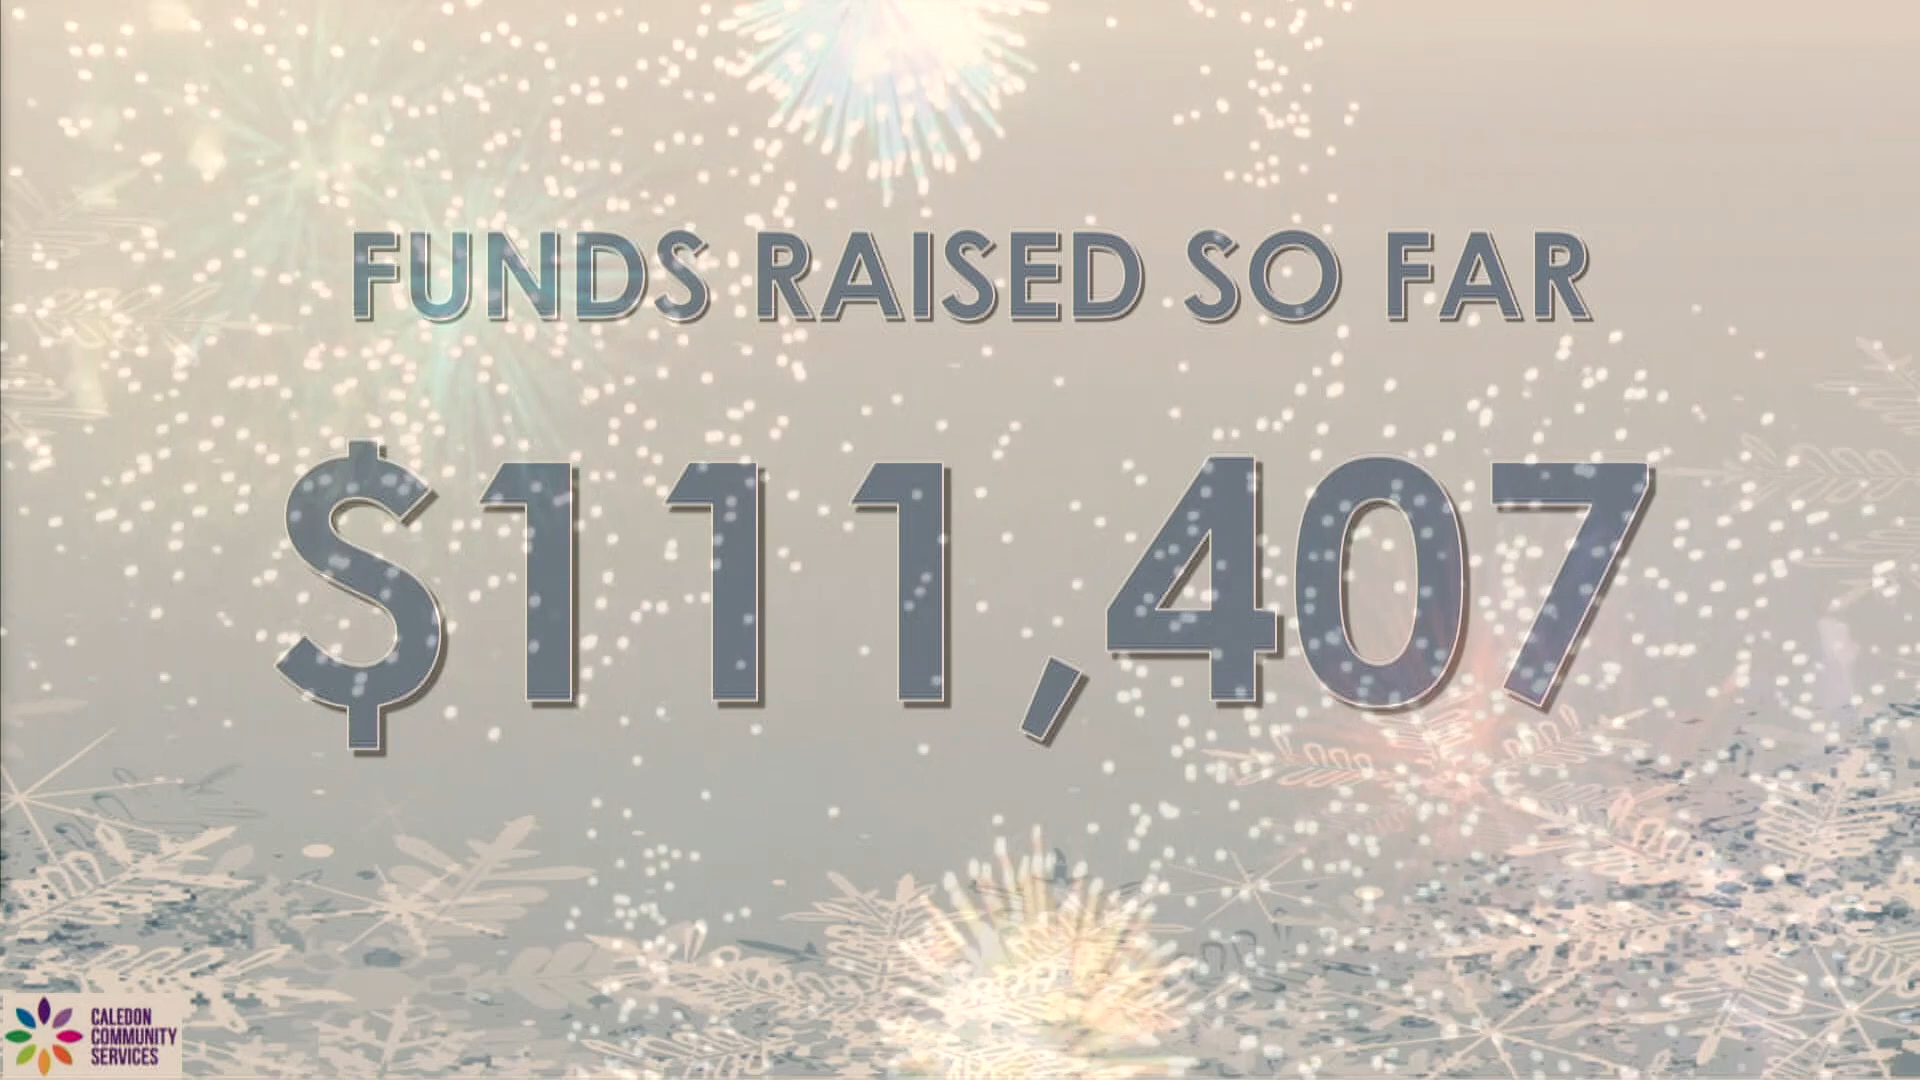 FUNDS RAISED SO FAR
$111,407
CALEDON
COMMUNITY
SERVICES